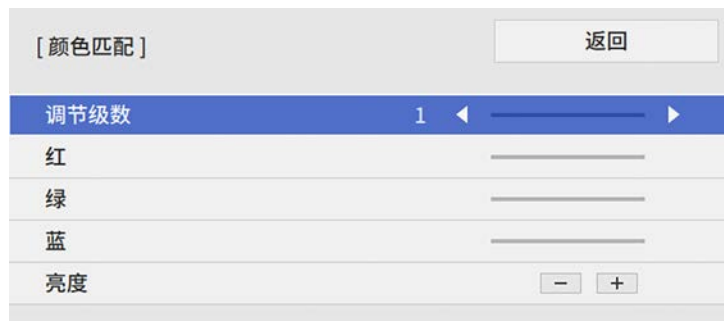 [ 颜色匹配 ]
返回
调节级数 1
红
绿
蓝
亮度 − +